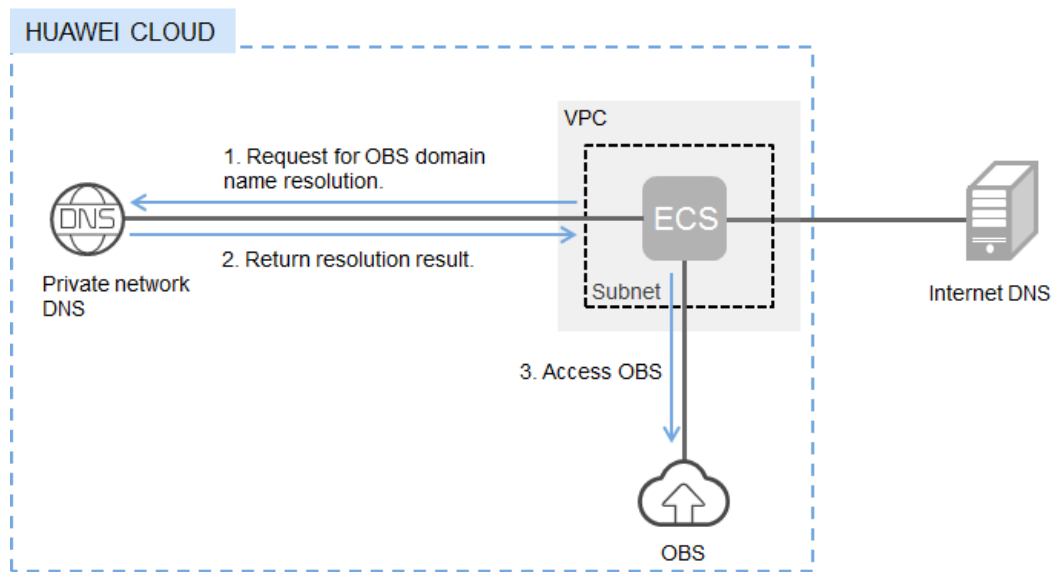 HUAWEI CLOUD
VPC
1. Request for OBS domain
name resolution.
DNS
ECS
2. Return resolution result.
Private network
DNS
Subnet
Internet DNS
3. Access OBS
OBS